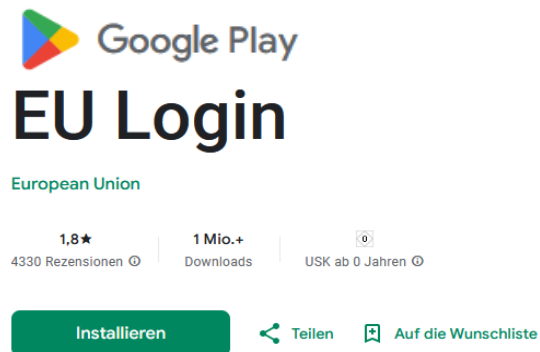 Google Play
EU Login
European Union
1,8★ 1 Mio.+ 0
4330 Rezensionen Downloads USK ab 0 Jahren
Installieren Teilen Auf die Wunschliste